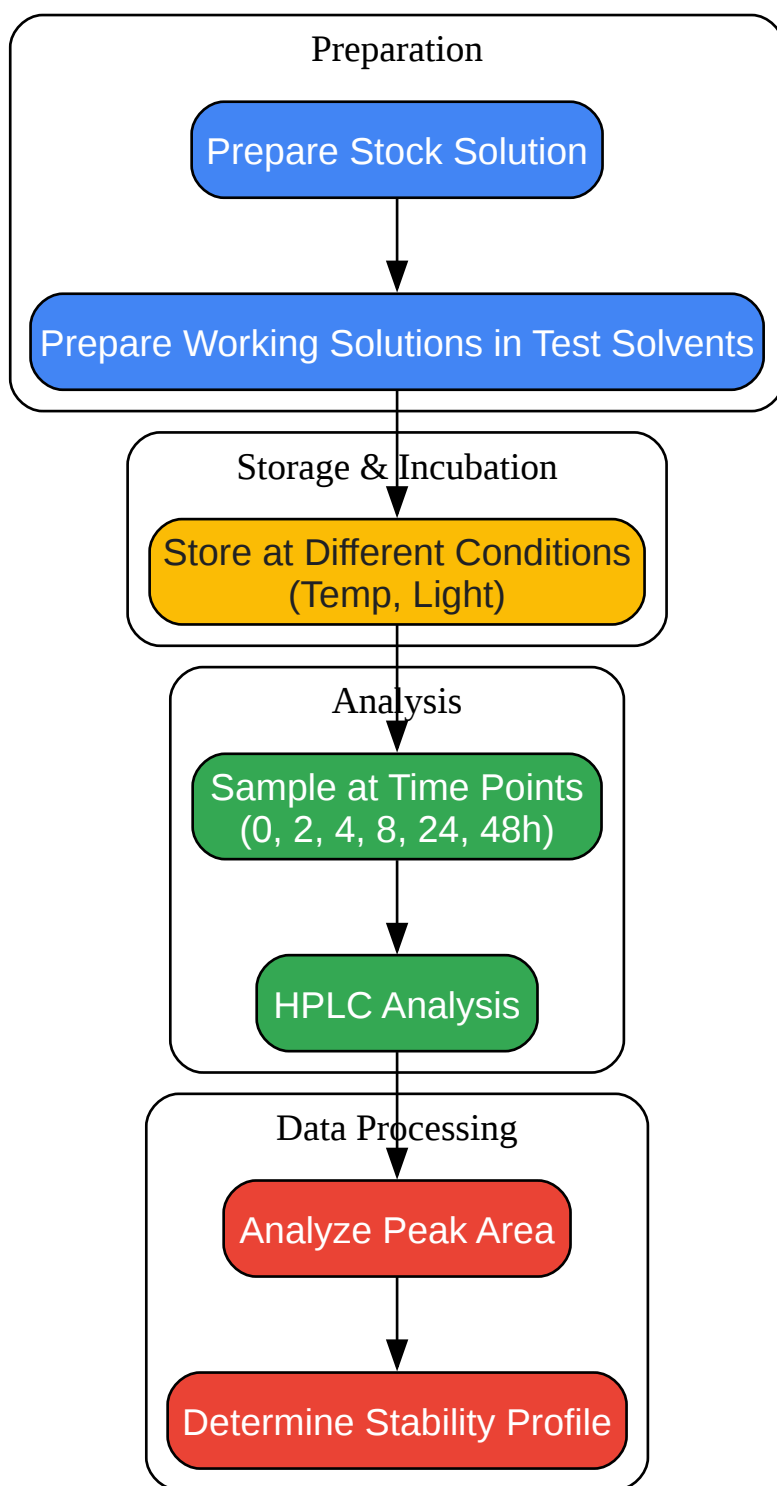 Preparation
Prepare Stock Solution
Prepare Working Solutions in Test Solvents
Storage & Incubation
Store at Different Conditions
(Temp, Light)
Analysis
Sample at Time Points
(0, 2, 4, 8, 24, 48h)
HPLC Analysis
Data Processing
Analyze Peak Area
Determine Stability Profile